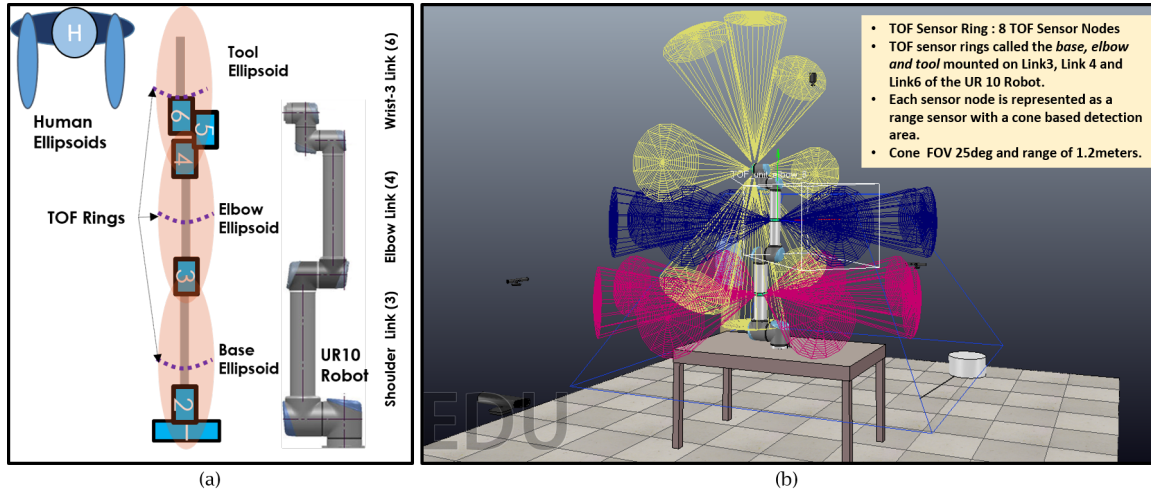 H
Tool
Ellipsoid
6
5
4
Human
Ellipsoids
TOF Rings
Elbow
Ellipsoid
3
Base
Ellipsoid
2
UR10
Robot
Wrist-3 Link (6)
Elbow Link (4)
Shoulder Link (3)
(a)
• TOF Sensor Ring : 8 TOF Sensor Nodes
• TOF sensor rings called the base, elbow
and tool mounted on Link3, Link 4 and
Link6 of the UR 10 Robot.
• Each sensor node is represented as a
range sensor with a cone based detection
area.
• Cone FOV 25deg and range of 1.2meters.
EDU
(b)